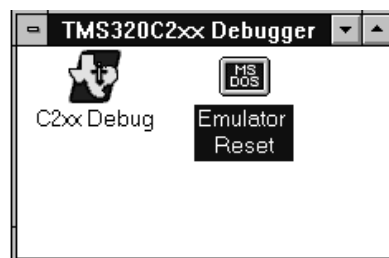 TMS320C2xx Debugger
MS
DOS
C2xx Debug
Emulator
Reset